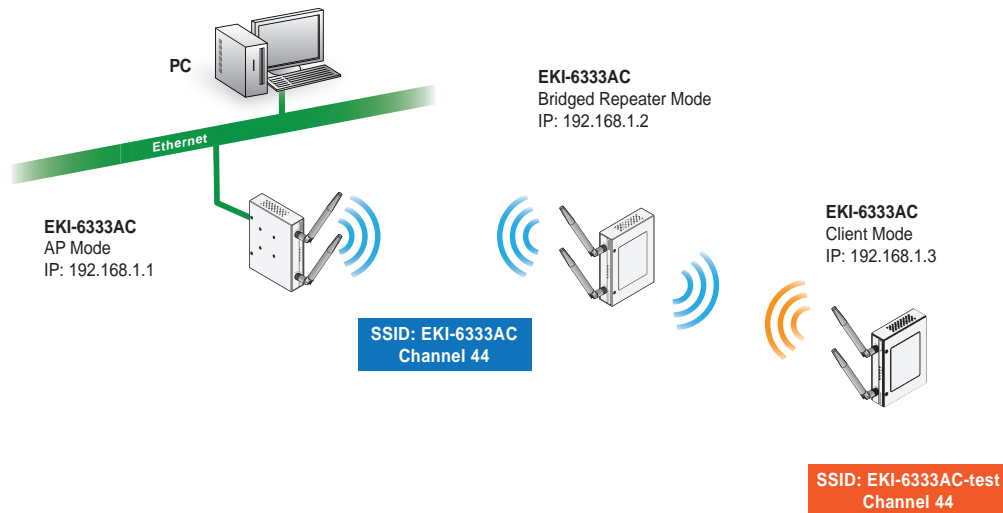 PC
Ethernet
EKI-6333AC
AP Mode
IP: 192.168.1.1
EKI-6333AC
Bridged Repeater Mode
IP: 192.168.1.2
EKI-6333AC
Client Mode
IP: 192.168.1.3
SSID: EKI-6333AC
Channel 44
SSID: EKI-6333AC-test
Channel 44